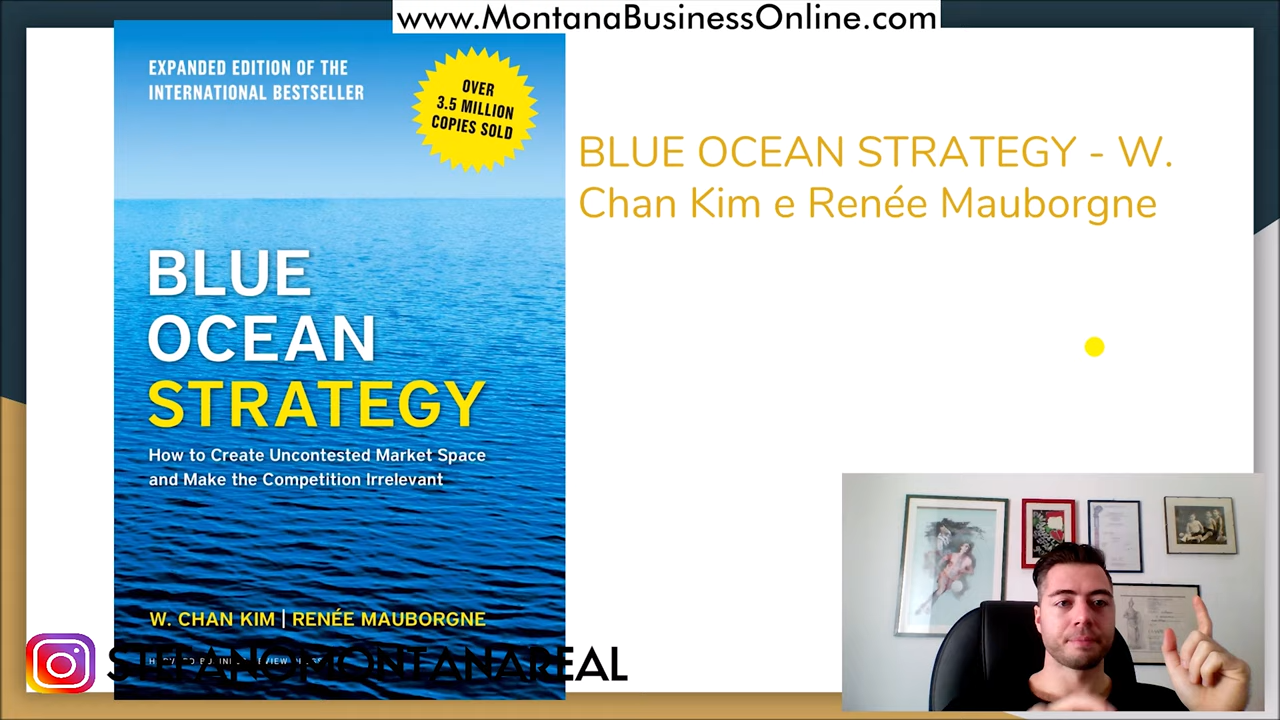 www.MontanaBusinessOnline.com
EXPANDED EDITION OF THE
INTERNATIONAL BESTSELLER
OVER
3.5 MILLION
COPIES SOLD
BLUE OCEAN STRATEGY - W.
Chan Kim e Renée Mauborgne
BLUE
OCEAN
STRATEGY
How to Create Uncontested Market Space
and Make the Competition Irrelevant
W. CHAN KIM | RENÉE MAUBORGNE
STEFANOMONTANAREAL